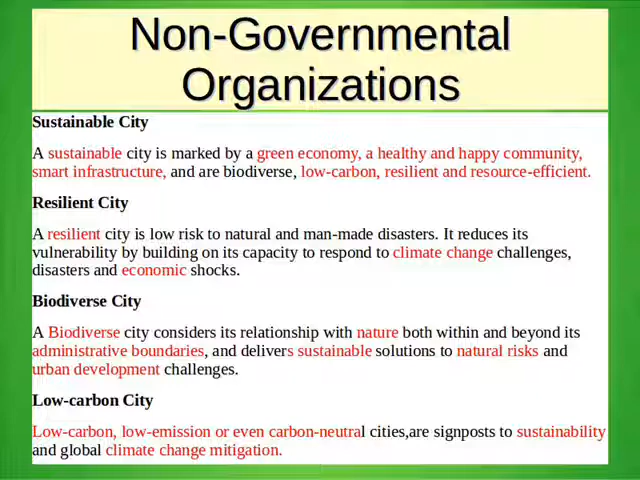 Non-Governmental
Organizations
Sustainable City
A sustainable city is marked by a green economy, a healthy and happy community,
smart infrastructure, and are biodiverse, low-carbon, resilient and resource-efficient.
Resilient City
A resilient city is low risk to natural and man-made disasters. It reduces its
vulnerability by building on its capacity to respond to climate change challenges,
disasters and economic shocks.
Biodiverse City
A Biodiverse city considers its relationship with nature both within and beyond its
administrative boundaries, and delivers sustainable solutions to natural risks and
urban development challenges.
Low-carbon City
Low-carbon, low-emission or even carbon-neutral cities,are signposts to sustainability
and global climate change mitigation.